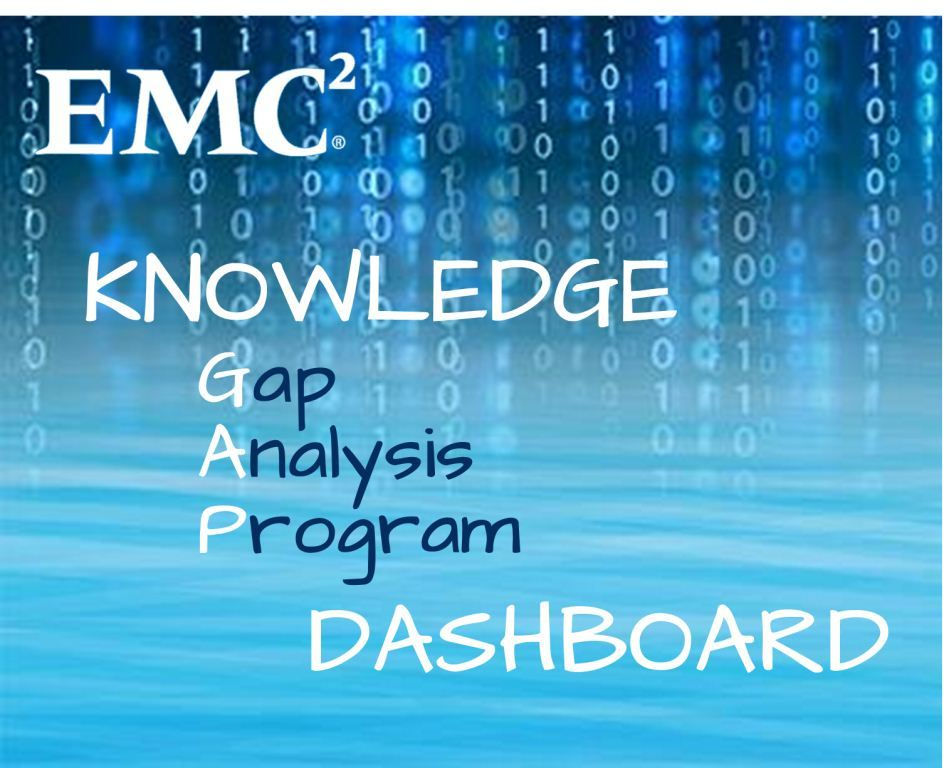 EMC²®
KNOWLEDGE
Gap
Analysis
Program
DASHBOARD